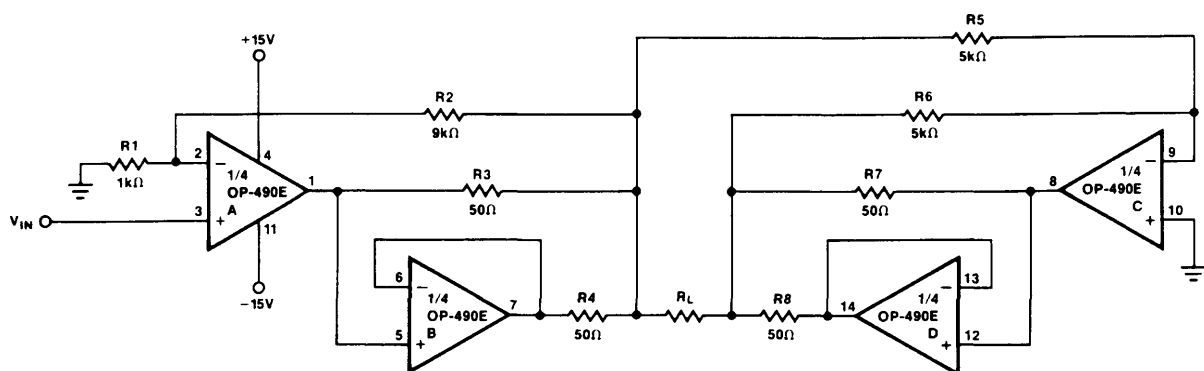 R5
5kΩ
+15V
R2
9kΩ
R6
5kΩ
R1
1kΩ
2
−
4
1/4
OP-490E
A
1
3
+
11
VIN
−15V
R3
50Ω
R7
50Ω
8
9
−
1/4
OP-490E
C
10
+
6
−
1/4
OP-490E
B
7
5
+
R4
50Ω
RL
R8
50Ω
14
13
−
1/4
OP-490E
D
12
+